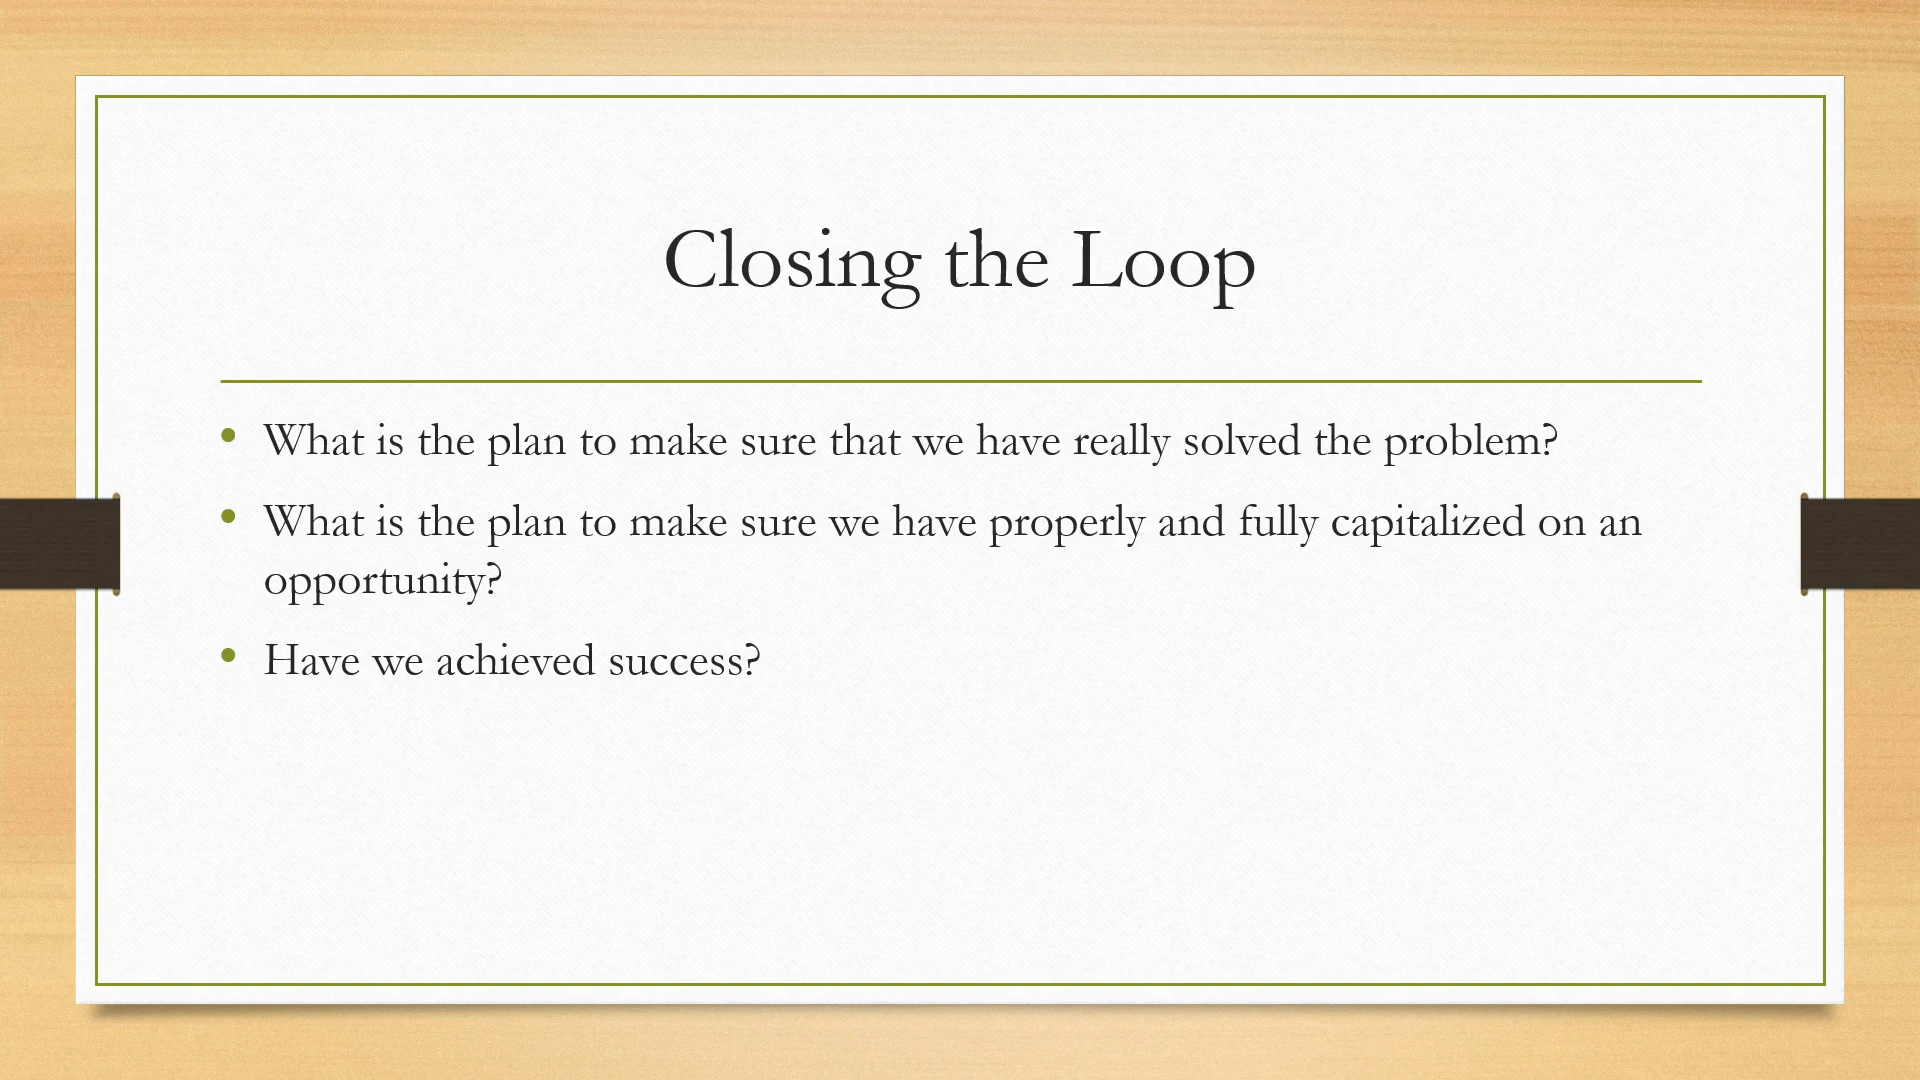 Closing the Loop
• What is the plan to make sure that we have really solved the problem?
• What is the plan to make sure we have properly and fully capitalized on an
opportunity?
• Have we achieved success?